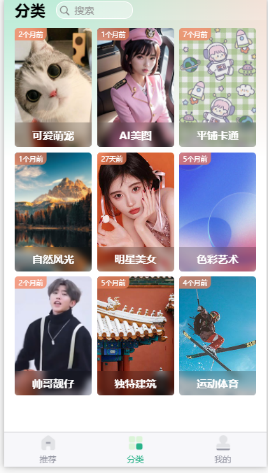 分类
搜索
2个月前
1个月前
7个月前
可爱萌宠
AI美图
平铺卡通
1个月前
27天前
5个月前
自然风光
明星美女
色彩艺术
2个月前
5个月前
4个月前
帅哥靓仔
独特建筑
运动体育
推荐
分类
我的